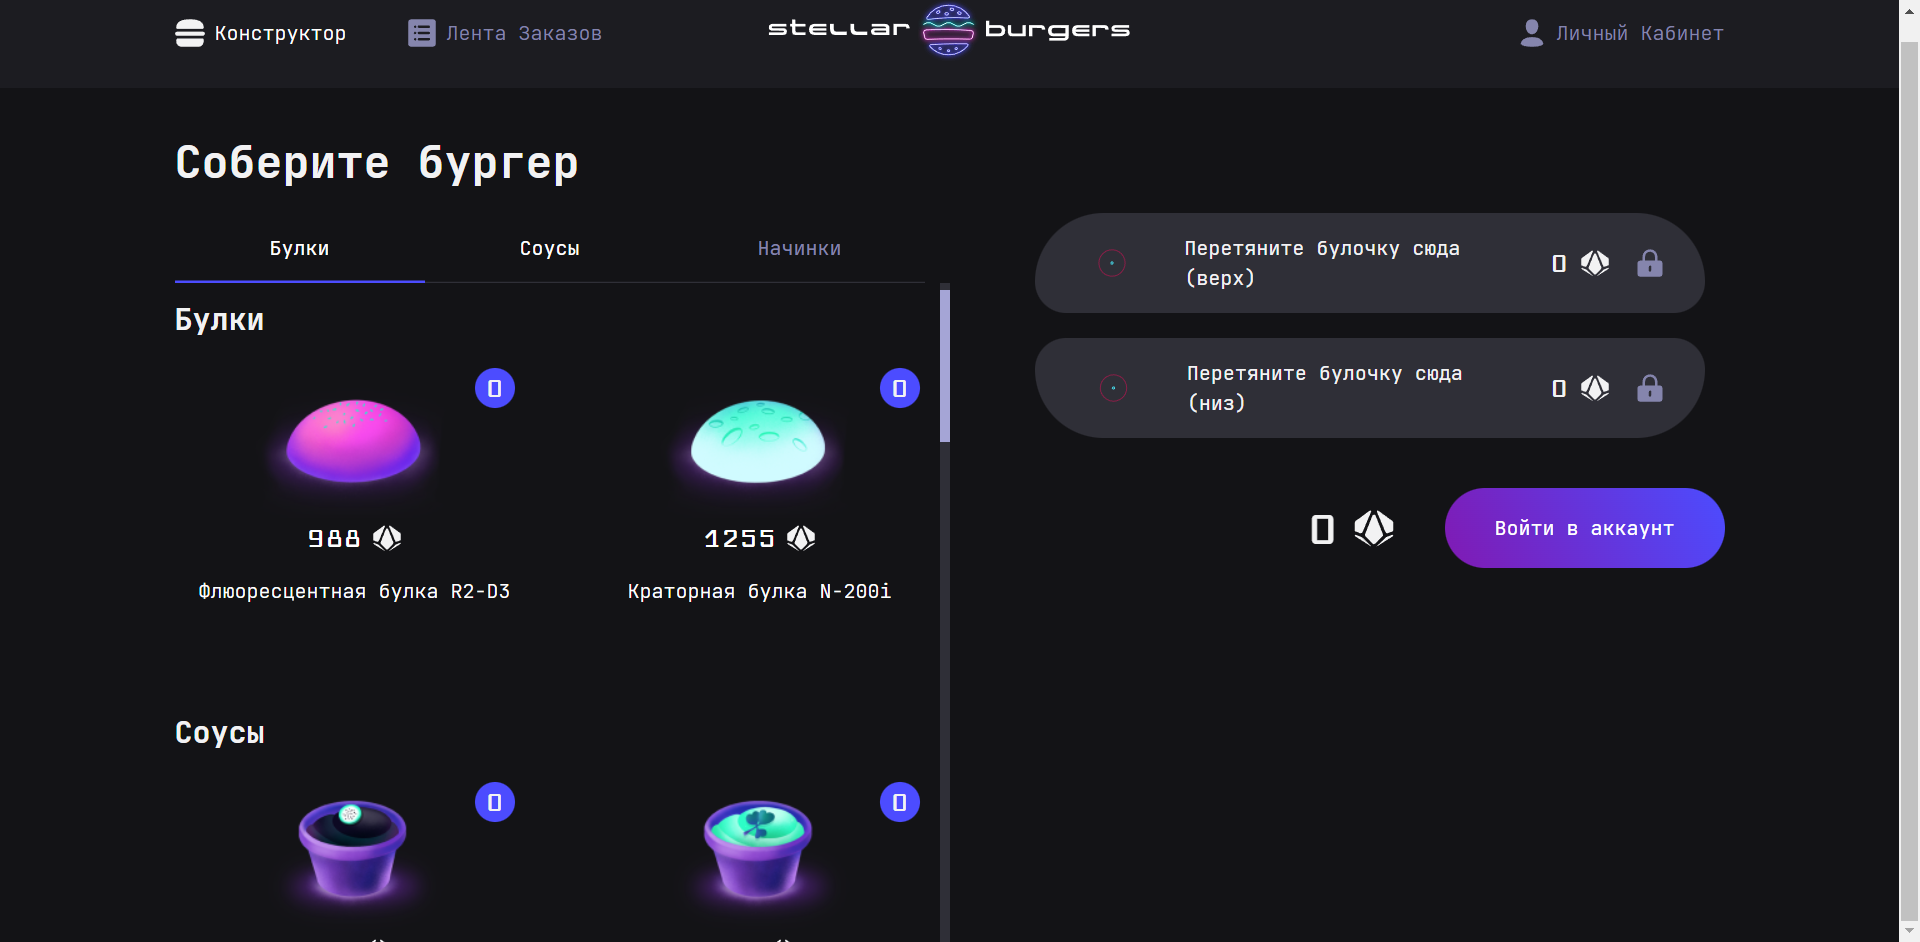 Конструктор
Лента Заказов
stellar burgers
Личный Кабинет
Соберите бургер
Булки
Соусы
Начинки
Булки
0
0
988
1255
Флюоресцентная булка R2-D3
Краторная булка N-200i
Соусы
0
0
Перетяните булочку сюда
(верх)
0
Перетяните булочку сюда
(низ)
0
0
Войти в аккаунт